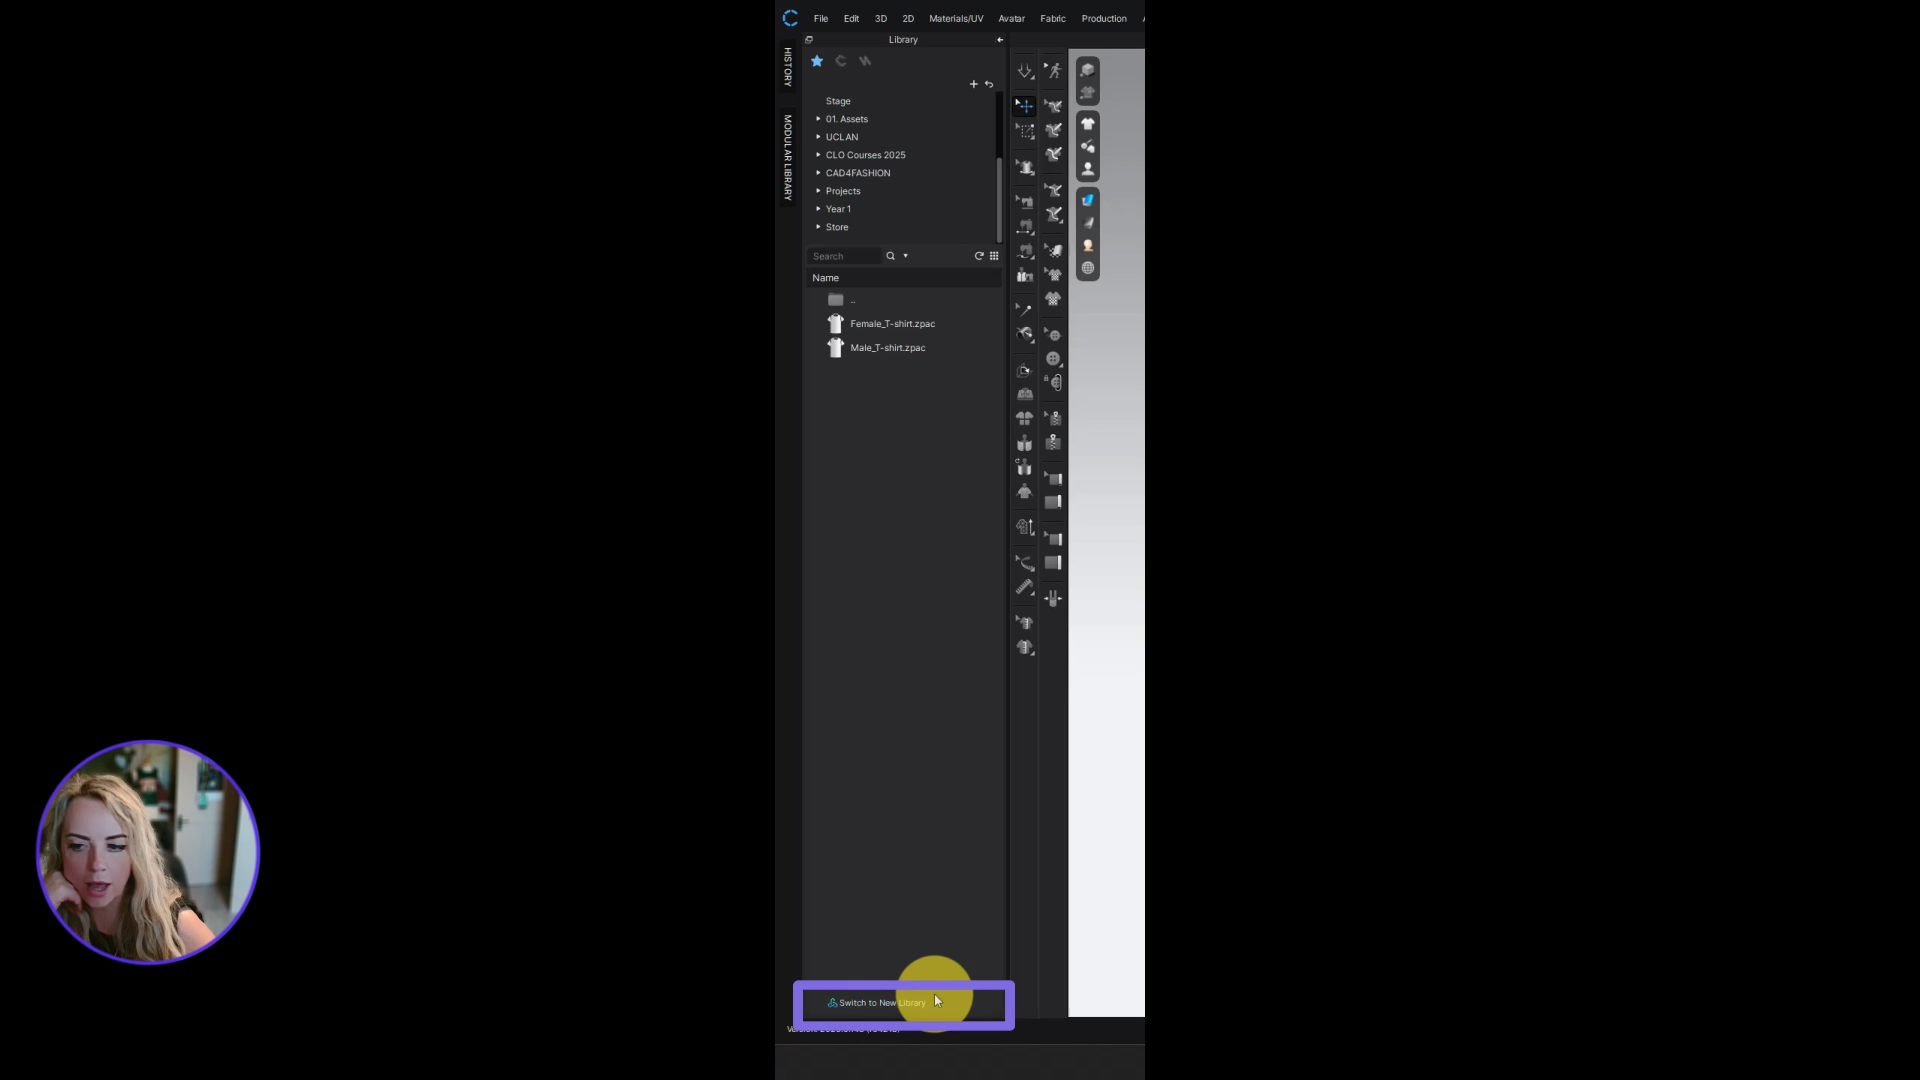 File Edit 3D 2D Materials/UV Avatar Fabric Production
Library
HISTORY
MODULAR LIBRARY
Stage
01. Assets
UCLAN
CLO Courses 2025
CAD4FASHION
Projects
Year 1
Store
Search
Name
..
Female_T-shirt.zpac
Male_T-shirt.zpac
Switch to New Library